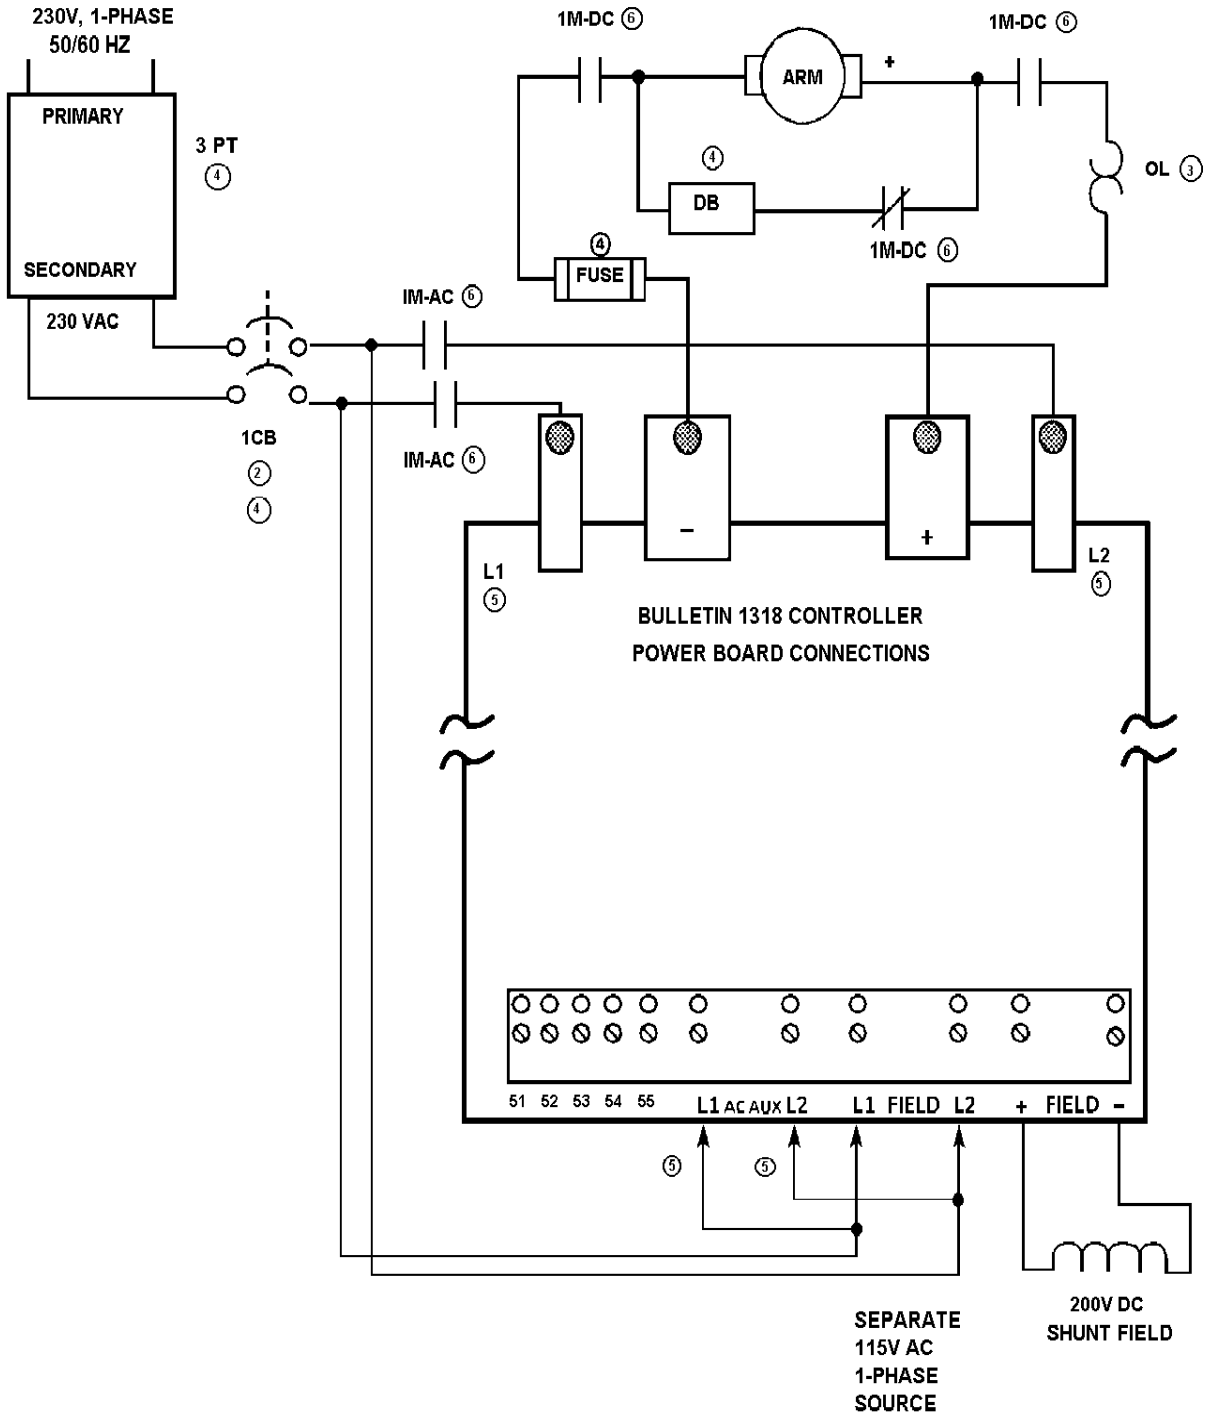 230V, 1-PHASE
50/60 HZ
PRIMARY
SECONDARY
3 PT
4
230 VAC
1CB
2
4
IM-AC 6
IM-AC 6
1M-DC 6
ARM
+
1M-DC 6
OL 3
4
DB
1M-DC 6
4
FUSE
−
+
L1
5
L2
5
BULLETIN 1318 CONTROLLER
POWER BOARD CONNECTIONS
51 52 53 54 55 L1 AC AUX L2 L1 FIELD L2 + FIELD −
5
5
SEPARATE
115V AC
1-PHASE
SOURCE
200V DC
SHUNT FIELD